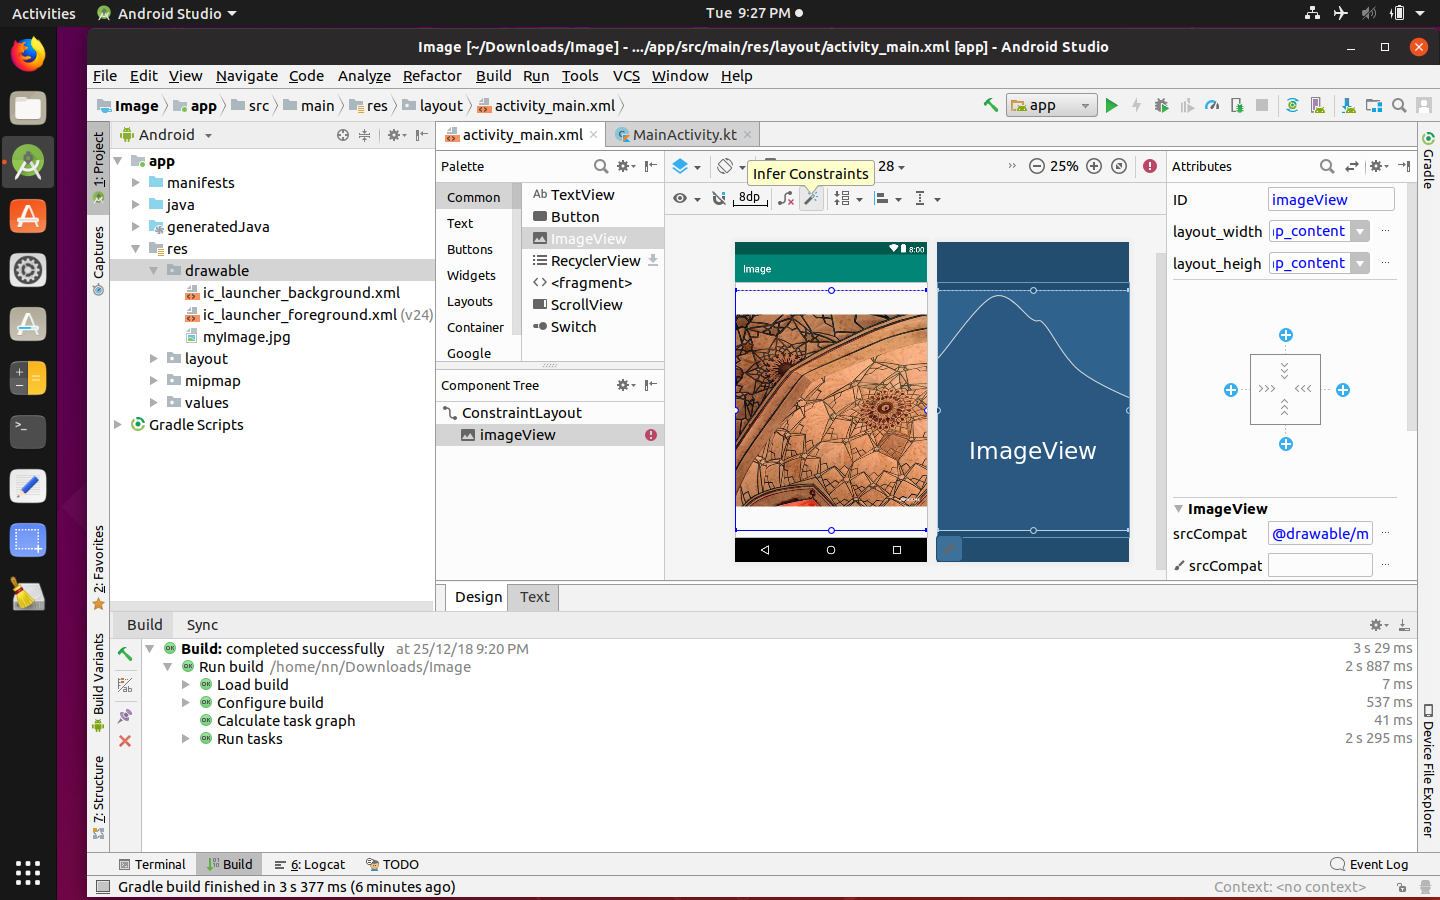 Activities
Android Studio
Tue 9:27 PM
Image [~/Downloads/Image] - .../app/src/main/res/layout/activity_main.xml [app] - Android Studio
File Edit View Navigate Code Analyze Refactor Build Run Tools VCS Window Help
Image app src main res layout activity_main.xml
app
1: Project
Captures
2: Favorites
Build Variants
7: Structure
Android
app
manifests
java
generatedJava
res
drawable
ic_launcher_background.xml
ic_launcher_foreground.xml (v24)
myImage.jpg
layout
mipmap
values
Gradle Scripts
activity_main.xml
MainActivity.kt
Palette
Common
Text
Buttons
Widgets
Layouts
Container
Google
Ab TextView
Button
ImageView
RecyclerView
<fragment>
ScrollView
Switch
Component Tree
ConstraintLayout
imageView
28
25%
Infer Constraints
8dp
8:00
Image
ImageView
Attributes
ID imageView
layout_width ap_content
layout_heigh ap_content
ImageView
srcCompat @drawable/m
srcCompat
Gradle
Device File Explorer
Design Text
Build Sync
Build: completed successfully at 25/12/18 9:20 PM 3 s 29 ms
Run build /home/nn/Downloads/Image 2 s 887 ms
Load build 7 ms
Configure build 537 ms
Calculate task graph 41 ms
Run tasks 2 s 295 ms
Terminal Build 6: Logcat TODO Event Log
Gradle build finished in 3 s 377 ms (6 minutes ago) Context: <no context>